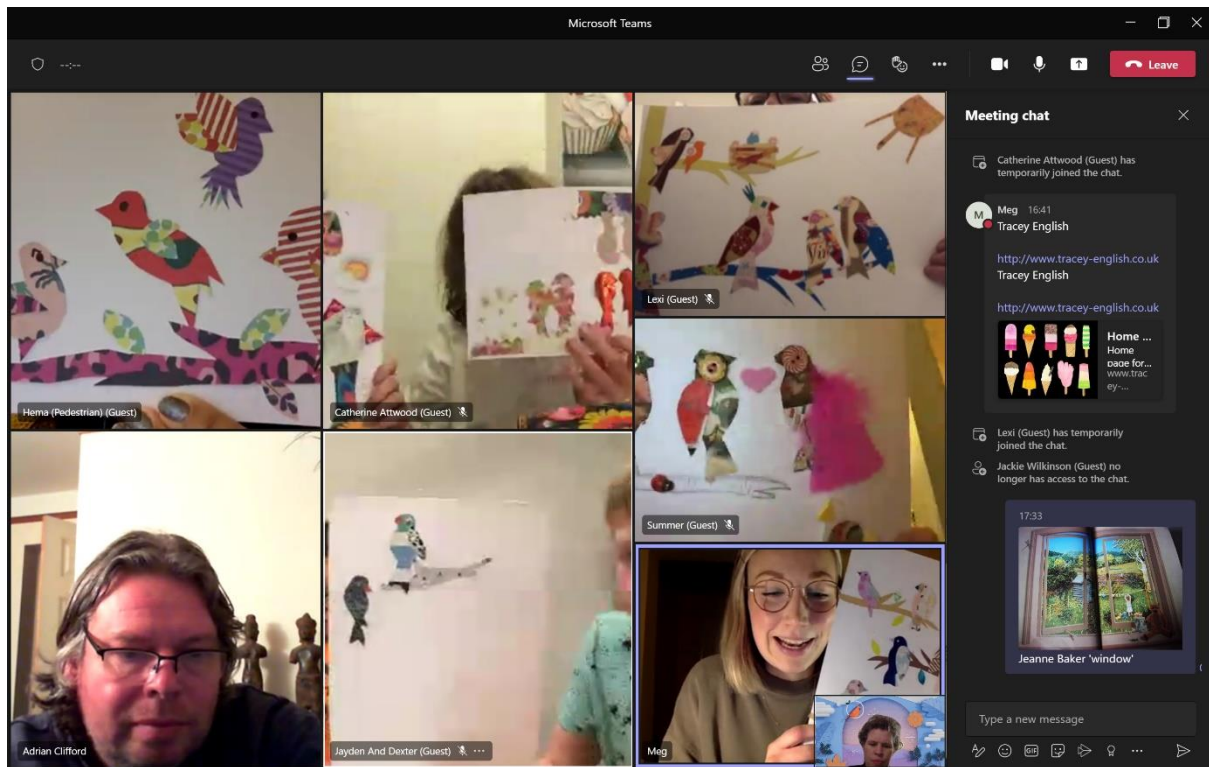 Microsoft Teams
--:--
Leave
Hema (Pedestrian) (Guest)
Catherine Attwood (Guest)
Lexi (Guest)
Summer (Guest)
Adrian Clifford
Jayden And Dexter (Guest)
Meg
Meeting chat
Catherine Attwood (Guest) has
temporarily joined the chat.
M
Meg 16:41
Tracey English
http://www.tracey-english.co.uk
Tracey English
http://www.tracey-english.co.uk
Home ...
Home
page for...
www.trac
ey-...
Lexi (Guest) has temporarily
joined the chat.
Jackie Wilkinson (Guest) no
longer has access to the chat.
17:33
Jeanne Baker 'window'
Type a new message
GIF